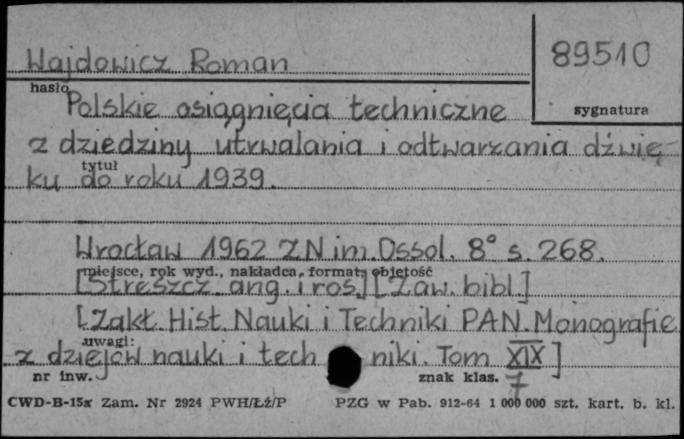 Wajdowicz Roman
89510
hasło
Polskie osiągnięcia techniczne
sygnatura
z dziedziny utrwalania i odtwarzania dźwię-
tytuł
ku do roku 1939.
Wrocław 1962 ZN im. Ossol. 8° s. 268.
miejsce, rok wyd., nakładca, format, objętość
[Streszcz. ang. i ros.] [Zaw. bibl]
[Zakł. Hist. Nauki i Techniki PAN. Monografie
uwagi:
z dziejów nauki i tech niki. Tom XIX]
nr inw.
znak klas. 7
CWD-B-15x Zam. Nr 2924 PWH/ŁŻ/P PZG w Pab. 912-64 1 000 000 szt. kart. b. kl.